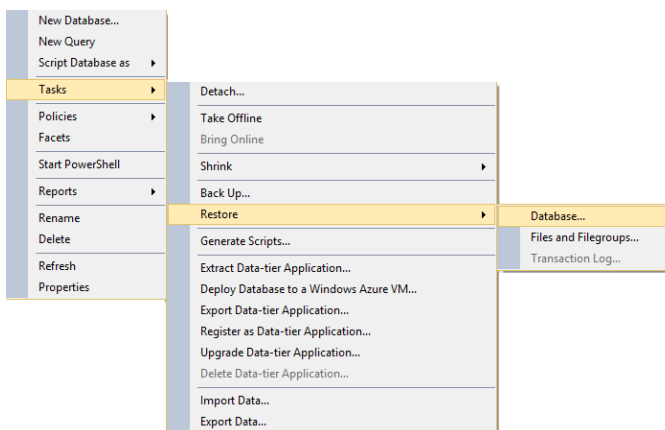 New Database...
New Query
Script Database as
Tasks
Policies
Facets
Start PowerShell
Reports
Rename
Delete
Refresh
Properties
Detach...
Take Offline
Bring Online
Shrink
Back Up...
Restore
Generate Scripts...
Extract Data-tier Application...
Deploy Database to a Windows Azure VM...
Export Data-tier Application...
Register as Data-tier Application...
Upgrade Data-tier Application...
Delete Data-tier Application...
Import Data...
Export Data...
Database...
Files and Filegroups...
Transaction Log...